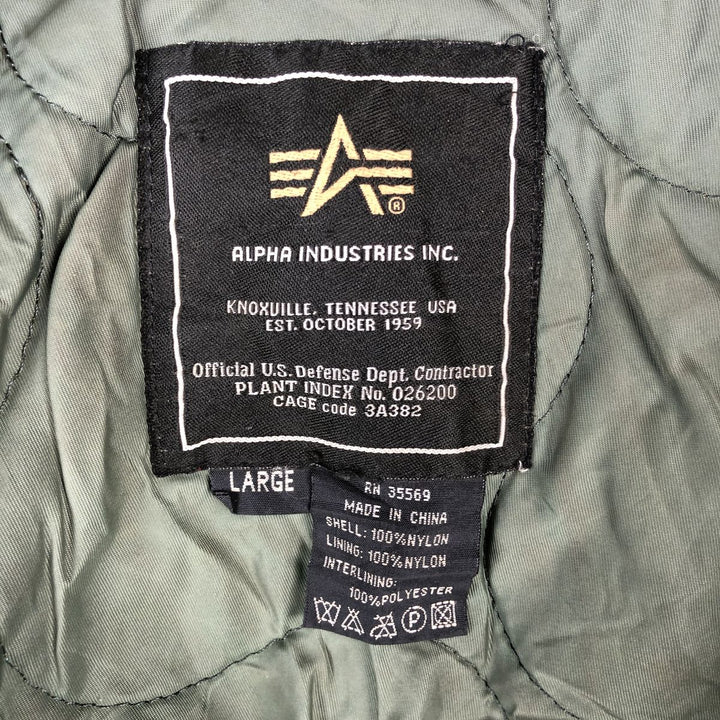 ®
ALPHA INDUSTRIES INC.
KNOXVILLE, TENNESSEE USA
EST. OCTOBER 1959
Official U.S. Defense Dept. Contractor
PLANT INDEX No. 026200
CAGE code 3A382
LARGE
RN 35569
MADE IN CHINA
SHELL: 100%NYLON
LINING: 100%NYLON
INTERLINING:
100%POLYESTER
P